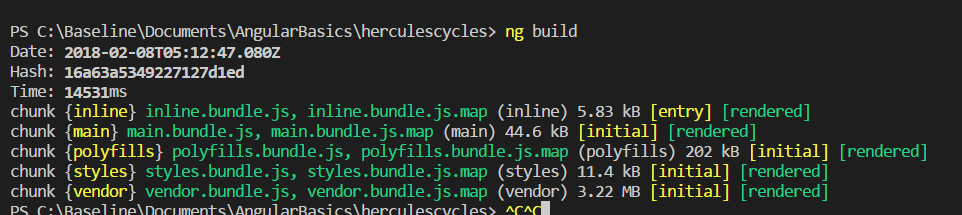 PS C:\Baseline\Documents\AngularBasics\herculescycles> ng build
Date: 2018-02-08T05:12:47.080Z
Hash: 16a63a5349227127d1ed
Time: 14531ms
chunk {inline} inline.bundle.js, inline.bundle.js.map (inline) 5.83 kB [entry] [rendered]
chunk {main} main.bundle.js, main.bundle.js.map (main) 44.6 kB [initial] [rendered]
chunk {polyfills} polyfills.bundle.js, polyfills.bundle.js.map (polyfills) 202 kB [initial] [rendered]
chunk {styles} styles.bundle.js, styles.bundle.js.map (styles) 11.4 kB [initial] [rendered]
chunk {vendor} vendor.bundle.js, vendor.bundle.js.map (vendor) 3.22 MB [initial] [rendered]
PS C:\Baseline\Documents\AngularBasics\herculescycles> ^C^C